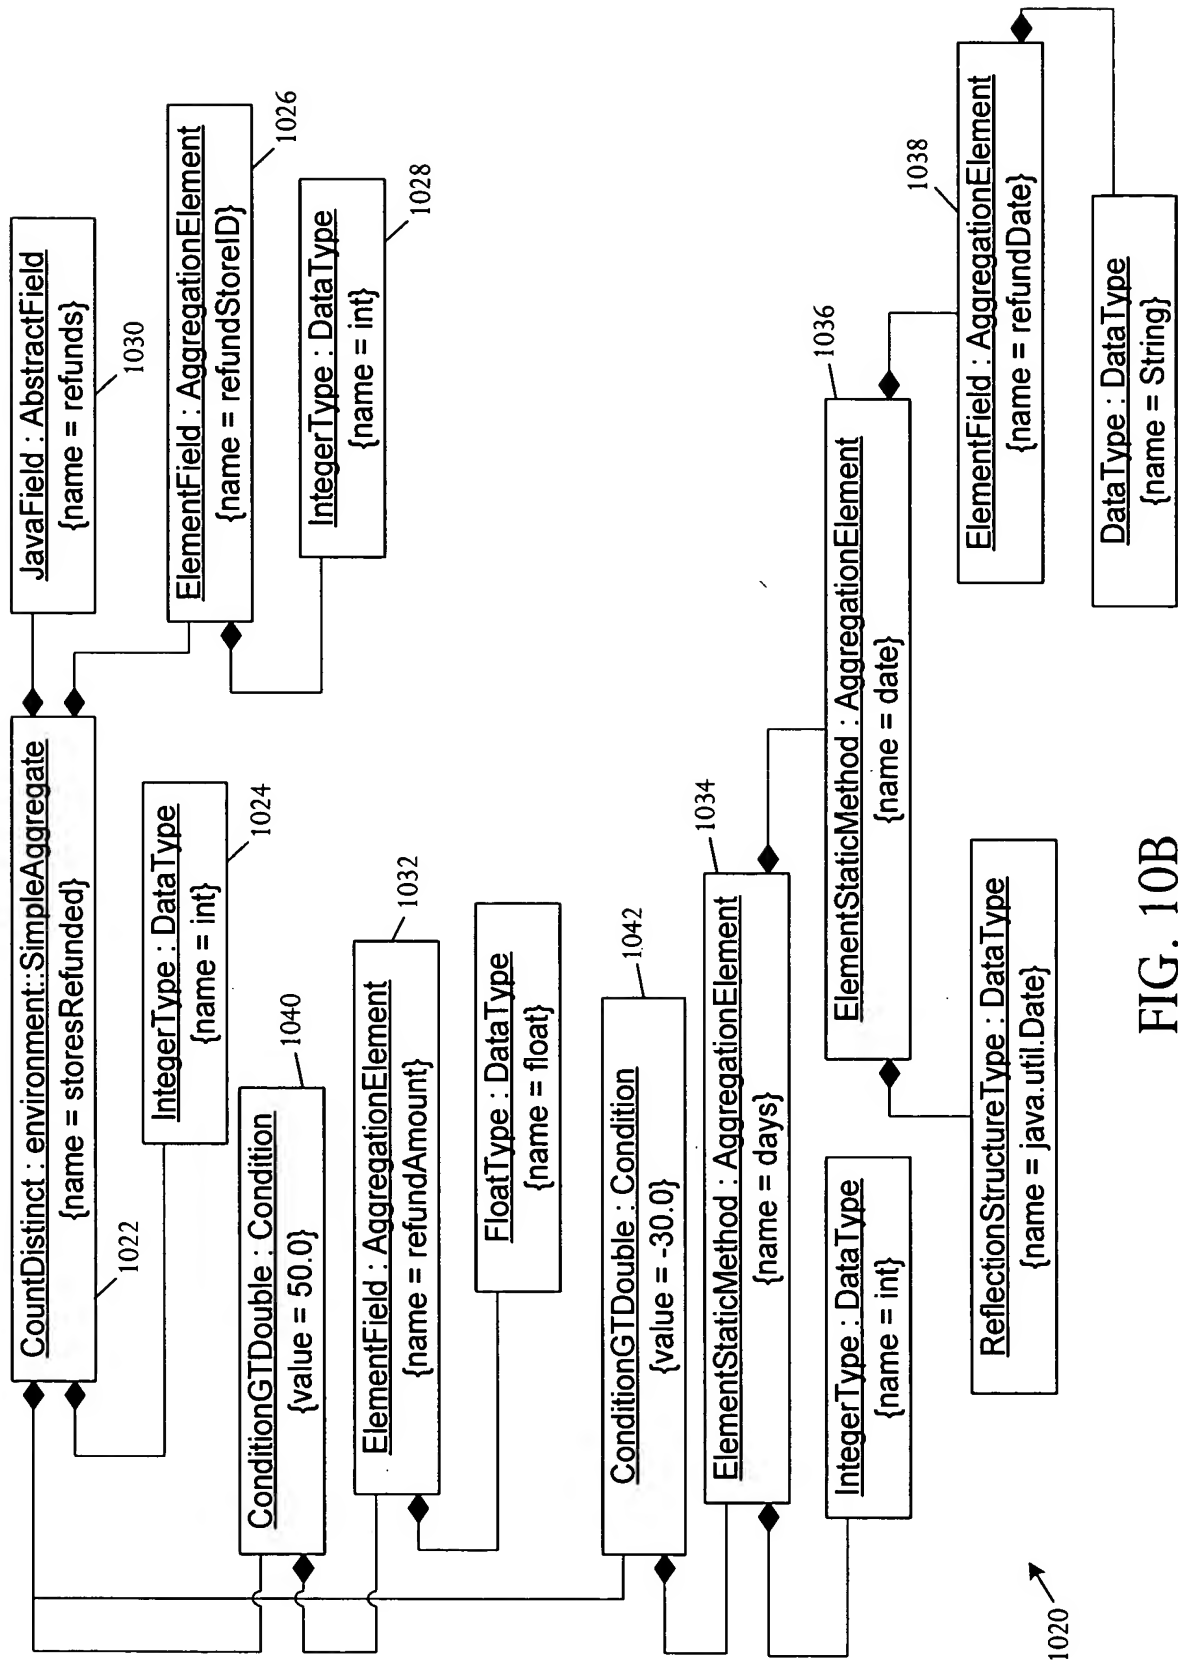 CountDistinct : environment::SimpleAggregate
{name = storesRefunded}
1022
JavaField : AbstractField
{name = refunds}
1030
IntegerType : DataType
{name = int}
1024
ElementField : AggregationElement
{name = refundStoreID}
1026
ConditionGTDouble : Condition
{value = 50.0}
1040
IntegerType : DataType
{name = int}
1028
ElementField : AggregationElement
{name = refundAmount}
1032
FloatType : DataType
{name = float}
ConditionGTDouble : Condition
{value = -30.0}
1042
ElementStaticMethod : AggregationElement
{name = days}
1034
IntegerType : DataType
{name = int}
ElementStaticMethod : AggregationElement
{name = date}
1036
ReflectionStructureType : DataType
{name = java.util.Date}
ElementField : AggregationElement
{name = refundDate}
1038
DataType : DataType
{name = String}
1020
FIG. 10B